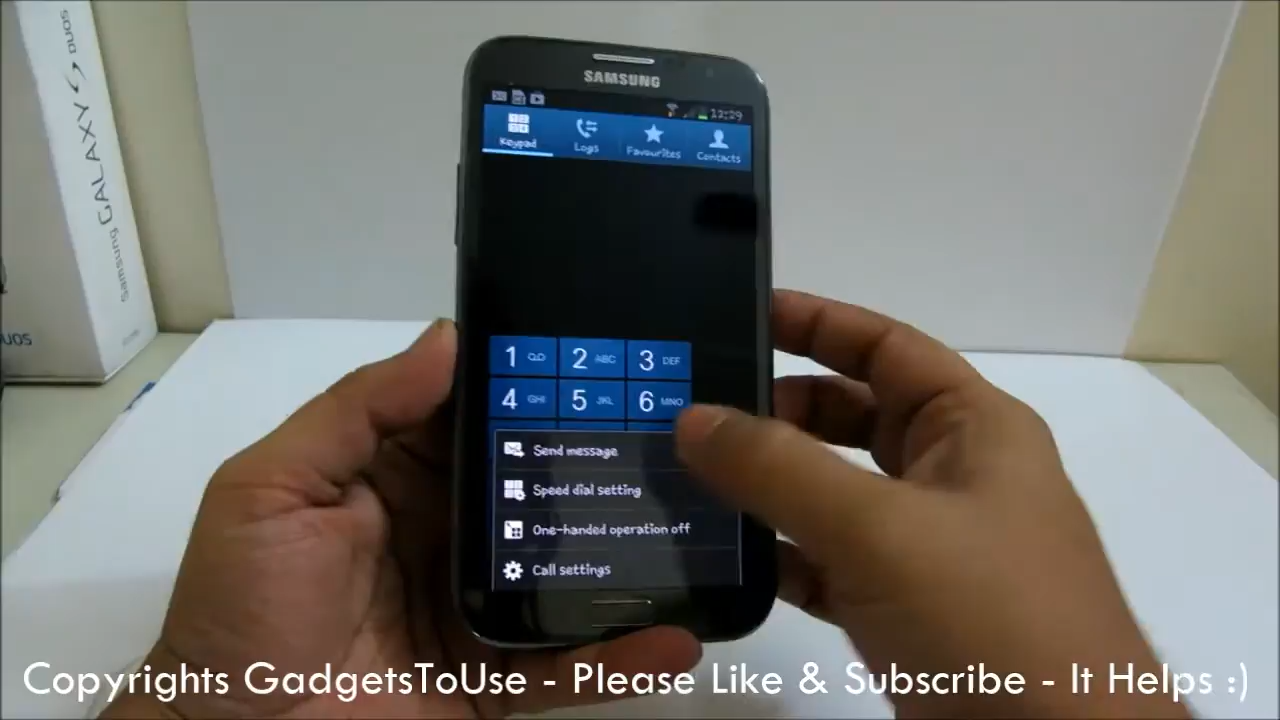 Samsung GALAXY S DUOS
DUOS
SAMSUNG
12:29
Keypad Logs Favourites Contacts
1 2 ABC 3 DEF
4 GHI 5 JKL 6 MNO
Send message
Speed dial setting
One-handed operation off
Call settings
Copyrights GadgetsToUse - Please Like & Subscribe - It Helps :)